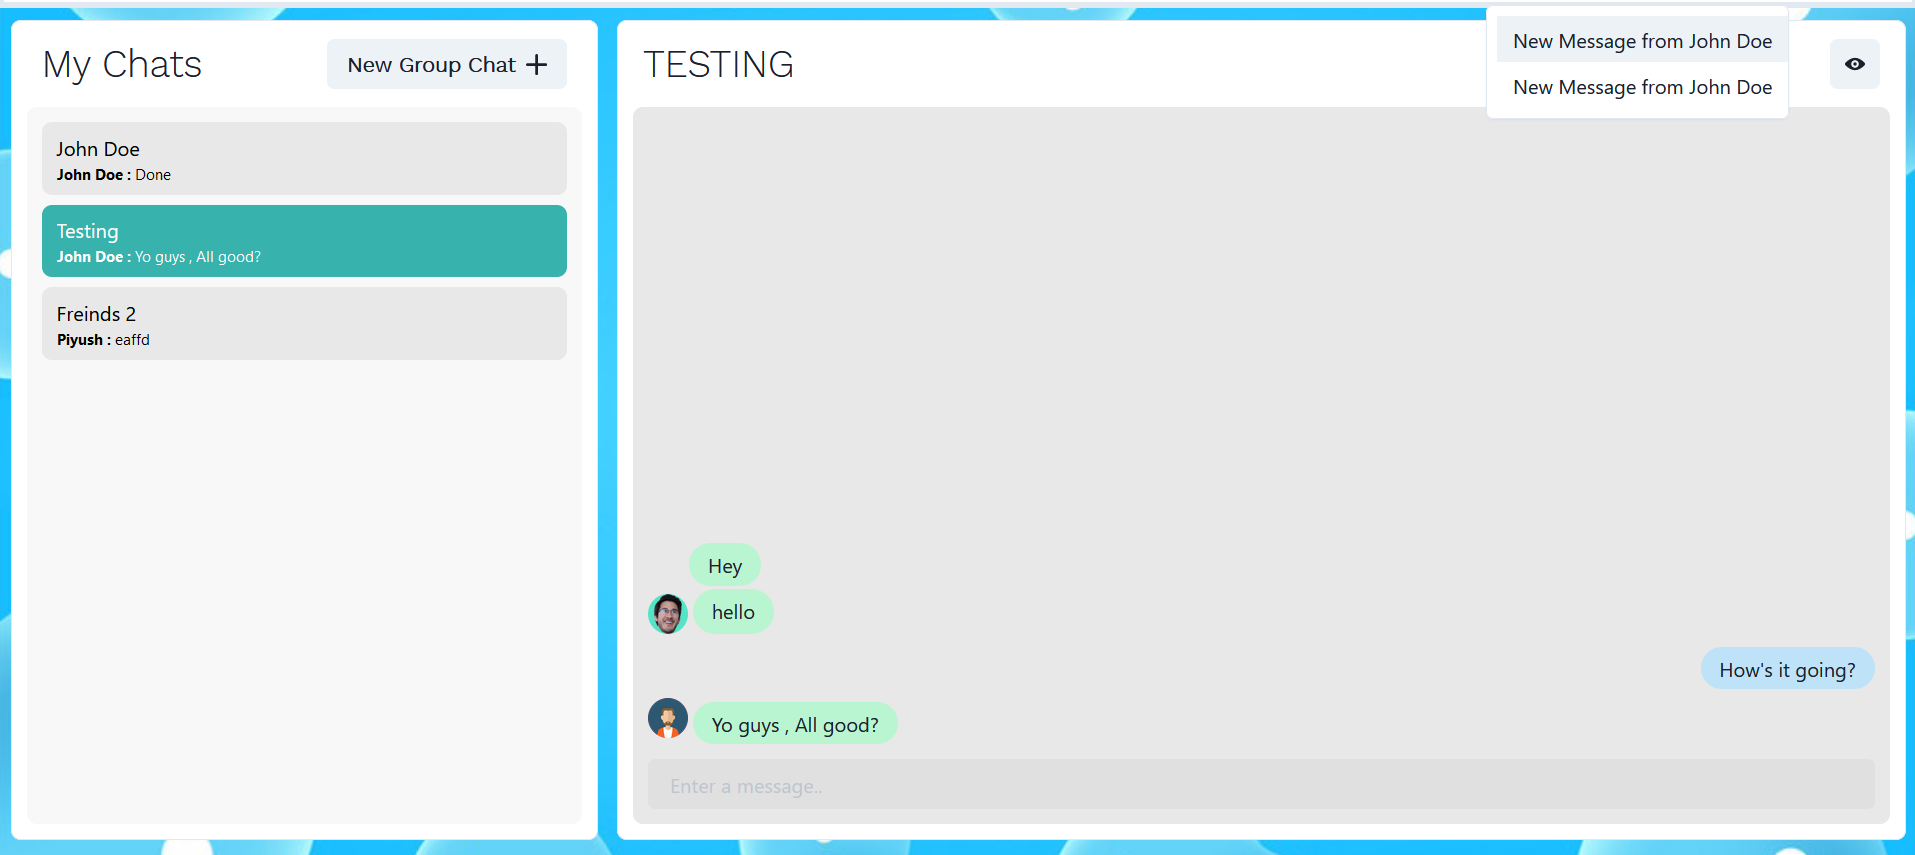 My Chats
New Group Chat +
John Doe
John Doe : Done
Testing
John Doe : Yo guys , All good?
Freinds 2
Piyush : eaffd
TESTING
New Message from John Doe
New Message from John Doe
Hey
hello
How's it going?
Yo guys , All good?
Enter a message..